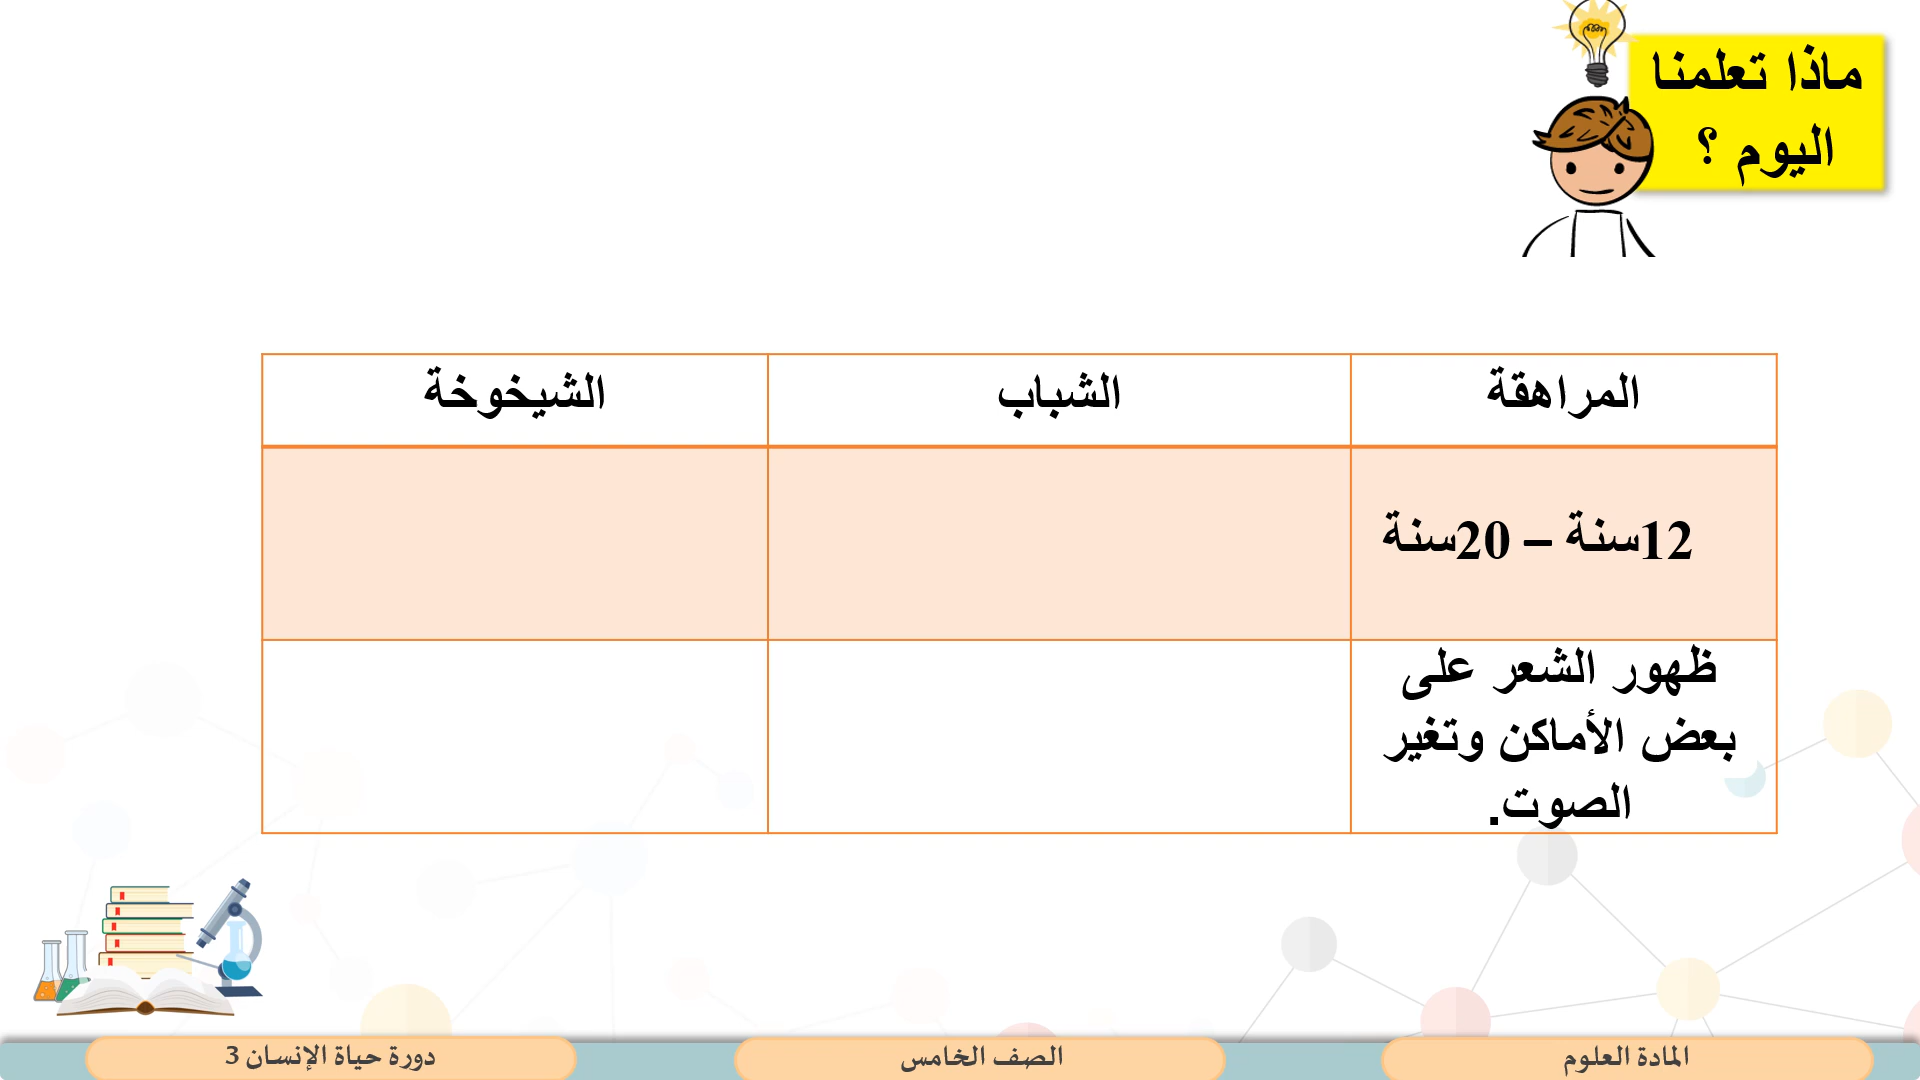 ماذا تعلمنا
اليوم ؟
المراهقة
الشباب
الشيخوخة
12سنة – 20سنة
ظهور الشعر على
بعض الأماكن وتغير
الصوت.
المادة العلوم
الصف الخامس
دورة حياة الإنسان 3